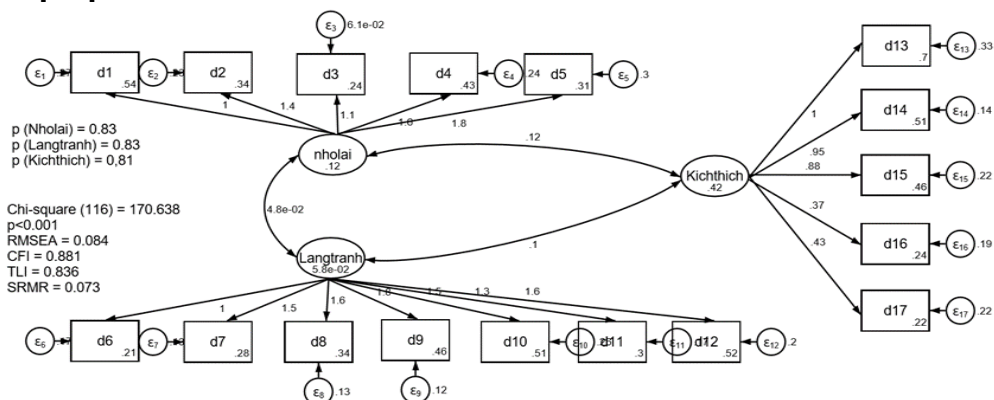 ε3 6.1e-02
ε1 d1 .54 ε2 d2 .34 d3 .24 d4 .43 ε4 .24 d5 .31 ε5 .3
d13 .7 ε13 .33
1 1.4 1.1 1.8
1
d14 .51 ε14 .14
p (Nholai) = 0.83
p (Langtranh) = 0.83
p (Kichthich) = 0,81
nholai .12
.12
.95
.88
Kichthich .42
d15 .46 ε15 .22
Chi-square (116) = 170.638
p<0.001
RMSEA = 0.084
CFI = 0.881
TLI = 0.836
SRMR = 0.073
4.8e-02
.37
.43
.1
d16 .24 ε16 .19
Langtranh 5.8e-02
1 1.5 1.6 1.5 1.3 1.6
d17 .22 ε17 .22
ε6 d6 .21 ε7 d7 .28 d8 .34 d9 .46 d10 .51 ε10 d11 .3 ε11 d12 .52 ε12 .2
ε8 .13 ε9 .12